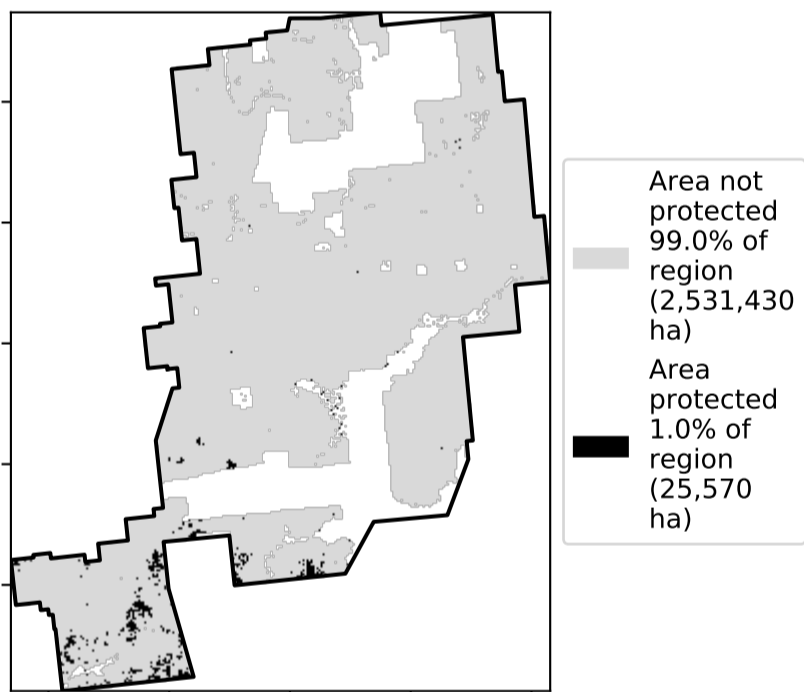 Area not
protected
99.0% of
region
(2,531,430
ha)
Area
protected
1.0% of
region
(25,570
ha)